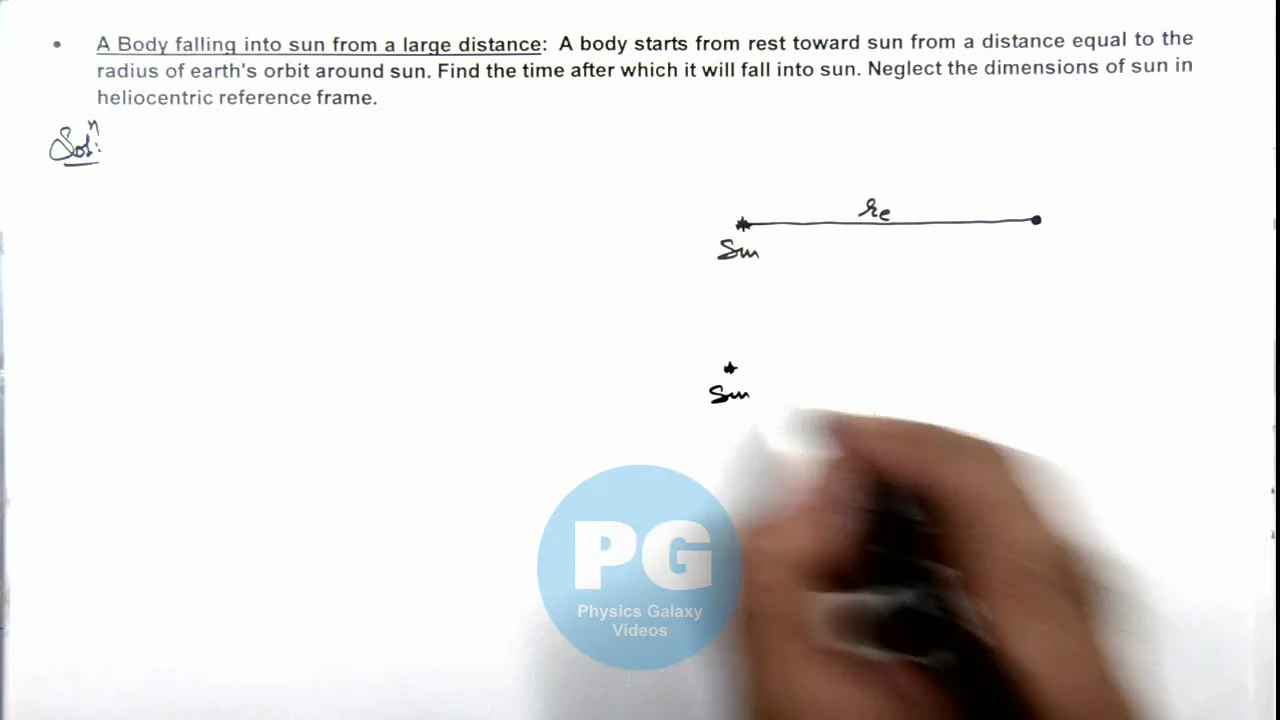 • A Body falling into sun from a large distance: A body starts from rest toward sun from a distance equal to the
radius of earth's orbit around sun. Find the time after which it will fall into sun. Neglect the dimensions of sun in
heliocentric reference frame.
Solⁿ:
re
Sun
Sun
PG
Physics Galaxy
Videos